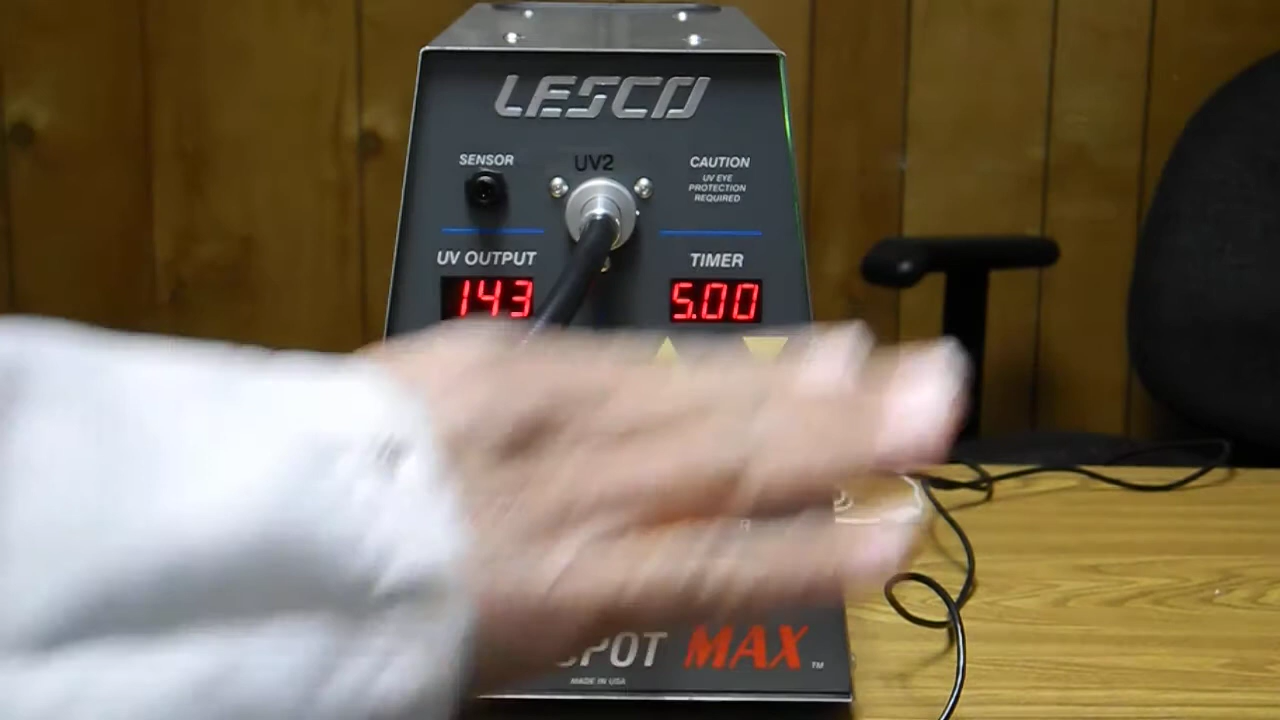 LESCO
SENSOR
UV2
CAUTION
UV EYE
PROTECTION
REQUIRED
UV OUTPUT
TIMER
143
5.00
SPOT MAX ™
MADE IN USA